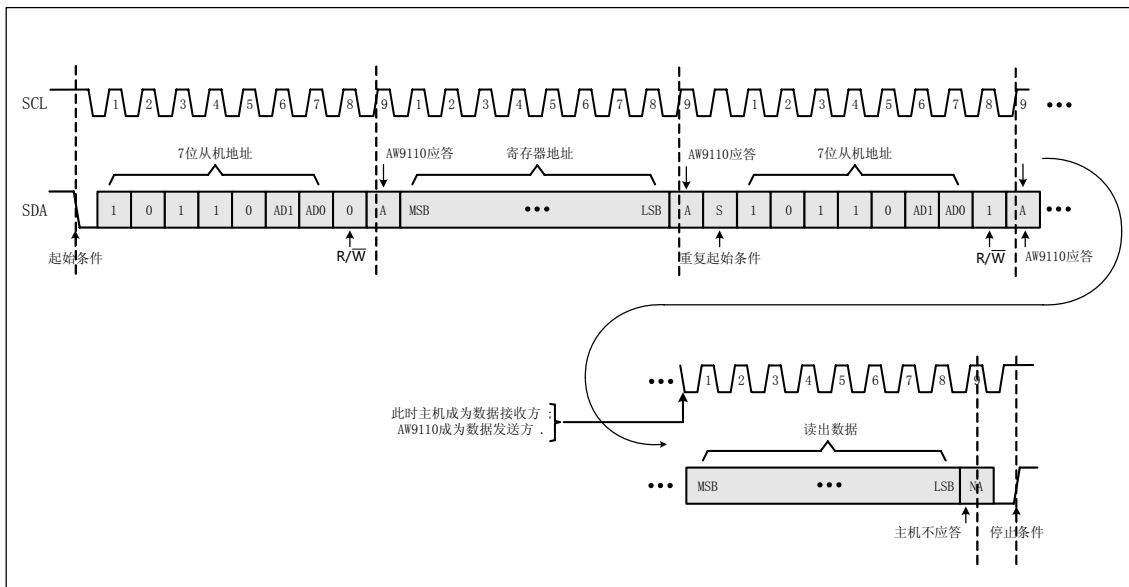 SCL 1 2 3 4 5 6 7 8 9 1 2 3 4 5 6 7 8 9 1 2 3 4 5 6 7 8 9 •••
7位从机地址 AW9110应答 寄存器地址 AW9110应答 7位从机地址
SDA 1 0 1 1 0 AD1 AD0 0 A MSB ••• LSB A S 1 0 1 1 0 AD1 AD0 1 A •••
起始条件 R/W̅ 重复起始条件 R/W̅ AW9110应答
••• 1 2 3 4 5 6 7 8 9
此时主机成为数据接收方；
AW9110成为数据发送方．
读出数据
••• MSB ••• LSB NA
主机不应答 停止条件